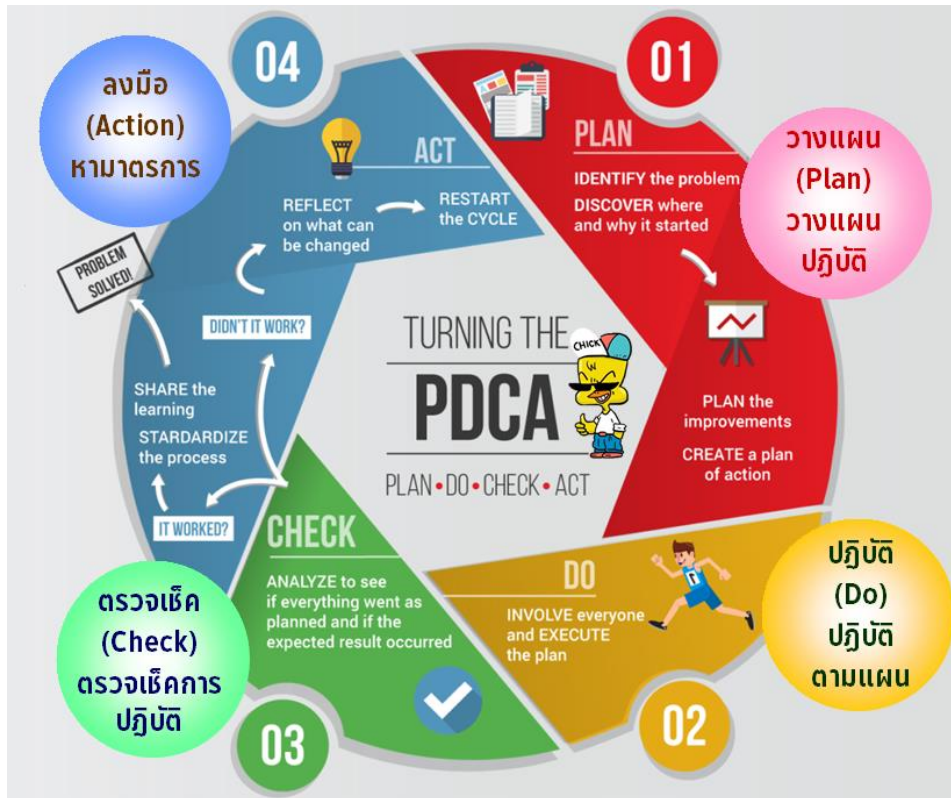 04
ลงมือ
(Action)
หามาตรการ
ACT
REFLECT
on what can
be changed
RESTART
the CYCLE
PROBLEM
SOLVED!
DIDN'T IT WORK?
SHARE the
learning
STARDARDIZE
the process
IT WORKED?
01
PLAN
IDENTIFY the problem
DISCOVER where
and why it started
วางแผน
(Plan)
วางแผน
ปฎิบัติ
PLAN the
improvements
CREATE a plan
of action
TURNING THE
CHICK
PDCA
PLAN•DO•CHECK•ACT
CHECK
ANALYZE to see
if everything went as
planned and if the
expected result occurred
ตรวจเช็ค
(Check)
ตรวจเช็คการ
ปฎิบัติ
03
DO
INVOLVE everyone
and EXECUTE
the plan
ปฎิบัติ
(Do)
ปฎิบัติ
ตามแผน
02